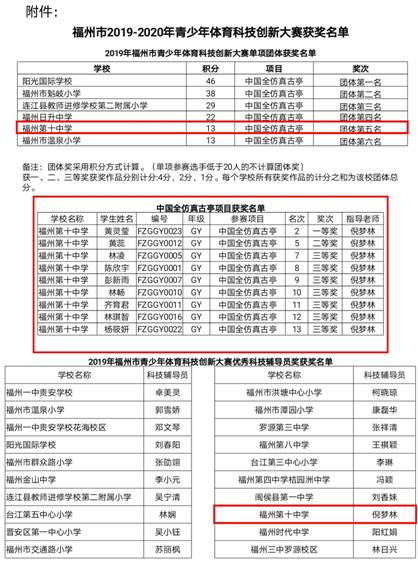 附件：
福州市2019-2020年青少年体育科技创新大赛获奖名单
2019年福州市青少年体育科技创新大赛单项团体获奖名单
学校 积分 项目 奖次
阳光国际学校 46 中国全仿真古亭 团体第一名
福州市魁岐小学 38 中国全仿真古亭 团体第二名
连江县教师进修学校第二附属小学 29 中国全仿真古亭 团体第三名
福州日升中学 22 中国全仿真古亭 团体第四名
福州第十中学 13 中国全仿真古亭 团体第五名
福州市温泉小学 13 中国全仿真古亭 团体第六名
备注：团体奖采用积分方式计算。（单项参赛选手低于20人的不计算团体奖）
获一、二、三等奖获奖作品分别计分:4分，2分，1分。每个学校所有获奖作品的计分之和为该校团体总
分。
中国全仿真古亭项目获奖名单
学校名称 学生姓名 编号 年级 参赛项目 名次 奖次 指导老师
福州第十中学 黄灵莹 FZGGY0023 GY 中国全仿真古亭 2 一等奖 倪梦林
福州第十中学 黄蕊 FZGGY0012 GY 中国全仿真古亭 5 二等奖 倪梦林
福州第十中学 林凌 FZGGY0005 GY 中国全仿真古亭 7 三等奖 倪梦林
福州第十中学 陈欣宇 FZGGY0001 GY 中国全仿真古亭 8 三等奖 倪梦林
福州第十中学 彭新雨 FZGGY0007 GY 中国全仿真古亭 9 三等奖 倪梦林
福州第十中学 林畅 FZGGY0010 GY 中国全仿真古亭 10 三等奖 倪梦林
福州第十中学 齐育君 FZGGY0011 GY 中国全仿真古亭 11 三等奖 倪梦林
福州第十中学 林琪智 FZGGY0016 GY 中国全仿真古亭 12 三等奖 倪梦林
福州第十中学 杨筱妍 FZGGY0022 GY 中国全仿真古亭 13 三等奖 倪梦林
2019年福州市青少年体育科技创新大赛优秀科技辅导员奖获奖名单
学校名称 科技辅导员 学校名称 科技辅导员
福州一中贵安学校 卓美灵 福州市洪塘中心小学 柯晓琼
福州市温泉小学 郭雪娇 福州市潭园小学 康磊华
福州一中贵安学校花海校区 邓文琴 罗源第三中学 张祥清
阳光国际学校 刘春阳 福州第八中学 王祺颖
福州市群众路小学 张劭翊 台江第三中心小学 李琳
福州金山中学 李小元 福州第四中学桔园洲中学 冯颖
连江县教师进修学校第二附属小学 吴宁清 闽侯县第一中学 刘香妹
台江第五中心小学 林娴 福州第十中学 倪梦林
晋安区第一中心小学 吴小钰 福州时代中学 阳红娟
福州市交通路小学 苏丽枫 福州三中罗源校区 林日兴